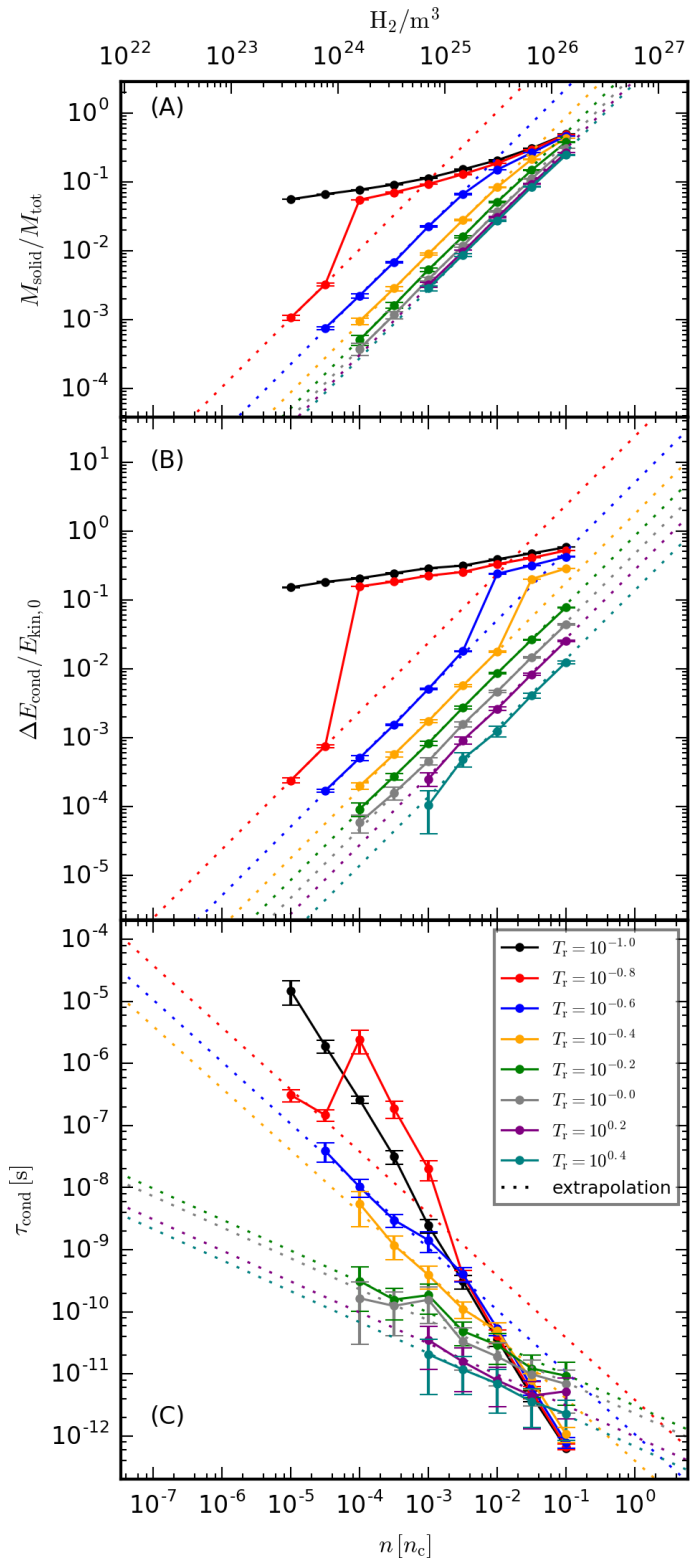 H₂/m³
10²² 10²³ 10²⁴ 10²⁵ 10²⁶ 10²⁷
(A)
10⁰
10⁻¹
10⁻²
10⁻³
10⁻⁴
M_solid/M_tot
(B)
10¹
10⁰
10⁻¹
10⁻²
10⁻³
10⁻⁴
10⁻⁵
ΔE_cond/E_kin,0
10⁻⁴
10⁻⁵
10⁻⁶
10⁻⁷
10⁻⁸
10⁻⁹
10⁻¹⁰
10⁻¹¹
10⁻¹²
τ_cond [s]
T_r = 10⁻¹·⁰
T_r = 10⁻⁰·⁸
T_r = 10⁻⁰·⁶
T_r = 10⁻⁰·⁴
T_r = 10⁻⁰·²
T_r = 10⁻⁰·⁰
T_r = 10⁰·²
T_r = 10⁰·⁴
extrapolation
(C)
10⁻⁷ 10⁻⁶ 10⁻⁵ 10⁻⁴ 10⁻³ 10⁻² 10⁻¹ 10⁰
n [n_c]